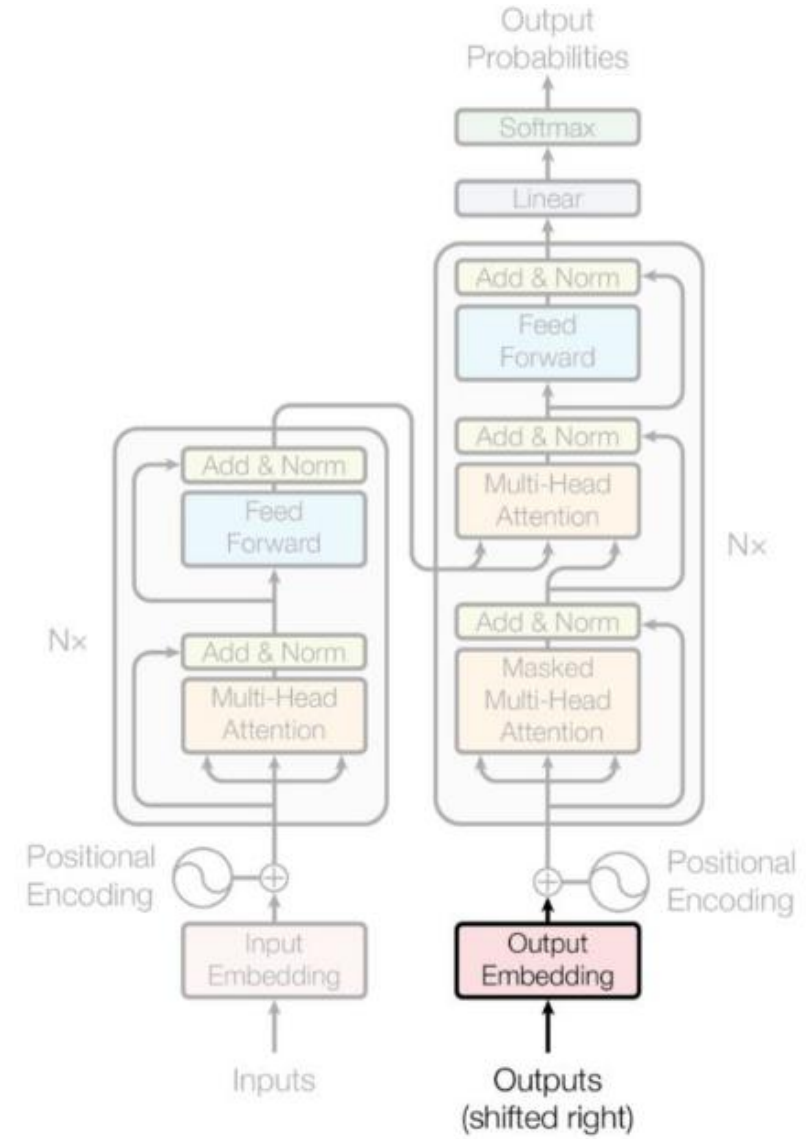 Output
Probabilities
Softmax
Linear
Add & Norm
Feed
Forward
Add & Norm
Multi-Head
Attention
Nx
Add & Norm
Masked
Multi-Head
Attention
Add & Norm
Feed
Forward
Nx
Add & Norm
Multi-Head
Attention
Positional
Encoding
Positional
Encoding
Input
Embedding
Output
Embedding
Inputs
Outputs
(shifted right)